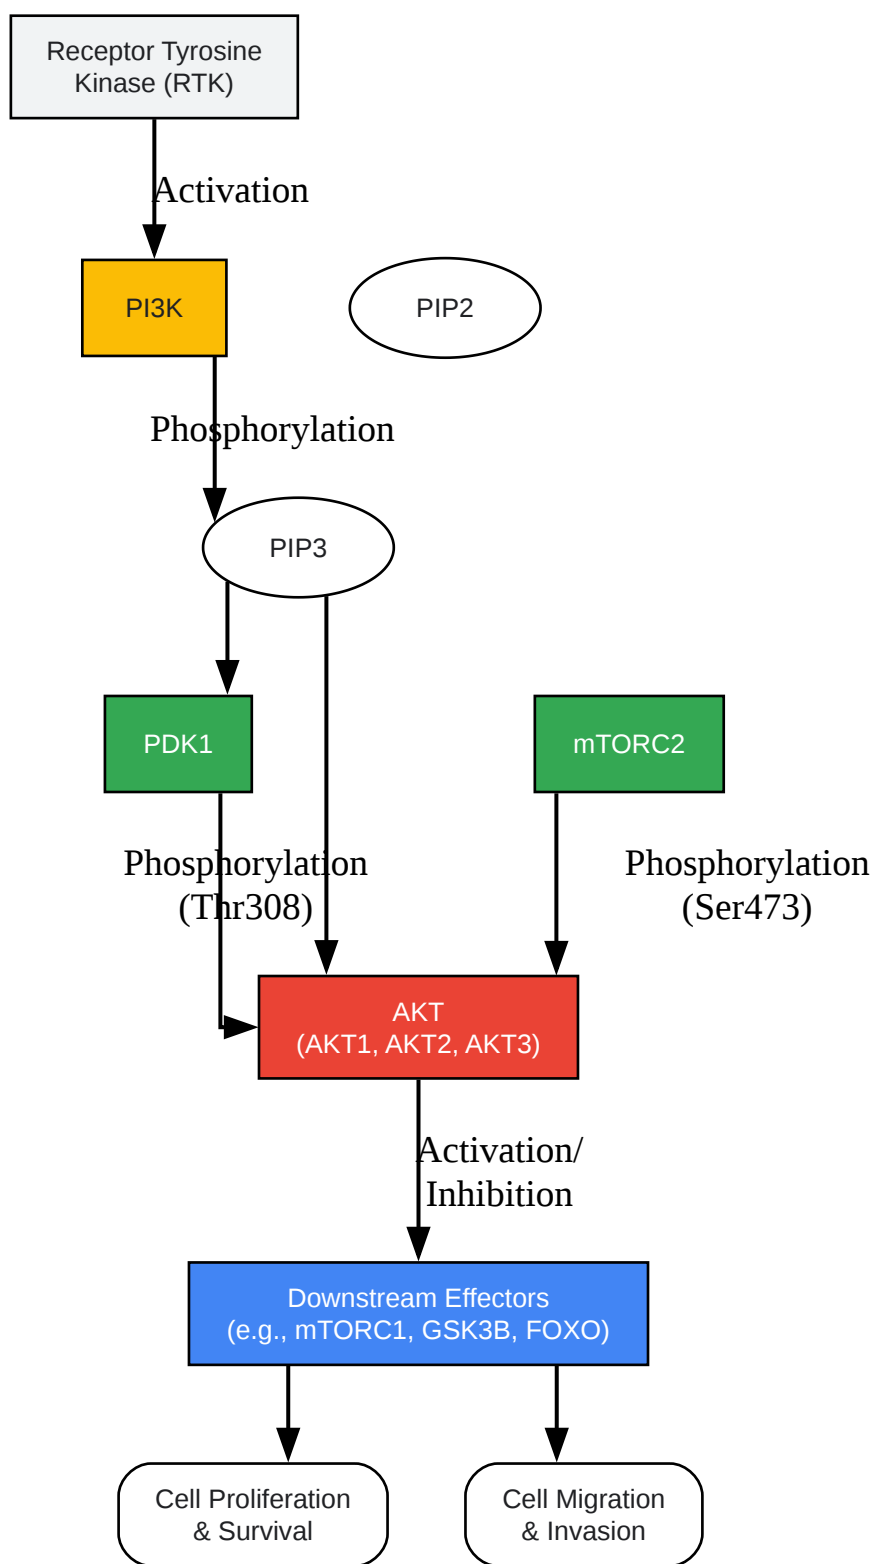 Receptor Tyrosine
Kinase (RTK)
Activation
PI3K
PIP2
Phosphorylation
PIP3
PDK1
mTORC2
Phosphorylation
(Thr308)
Phosphorylation
(Ser473)
AKT
(AKT1, AKT2, AKT3)
Activation/
Inhibition
Downstream Effectors
(e.g., mTORC1, GSK3B, FOXO)
Cell Proliferation
& Survival
Cell Migration
& Invasion